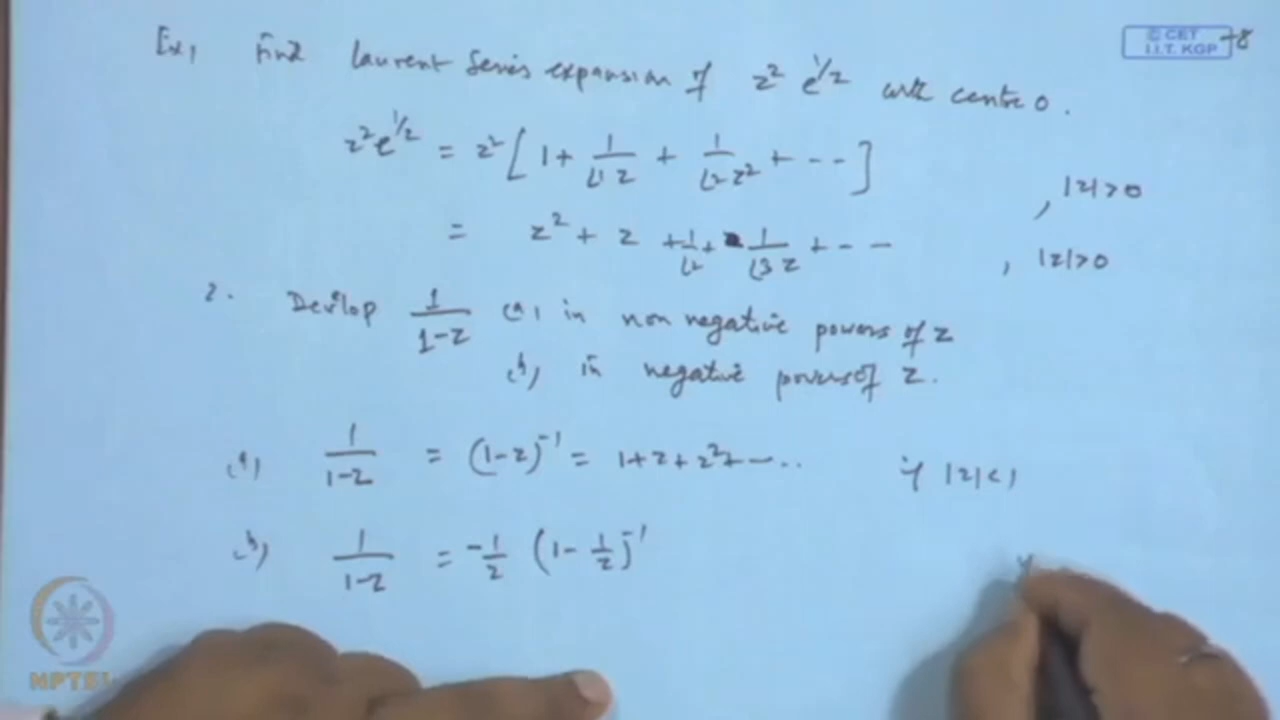 © CET
I.I.T. KGP
Ex, Find Laurent Series expansion of z² e^{1/z} with centre 0.
z² e^{1/z} = z² [ 1 + 1/(⌊1 z) + 1/(⌊2 z²) + -- ] , |z|>0
= z² + z + 1/⌊2 + 1/(⌊3 z) + -- — , |z|>0
2. Devlop 1/(1-z) (a) in non negative powers of z
(b) in negative powers of z.
(a) 1/(1-z) = (1-z)^{-1} = 1+z+z²+ ---.. if |z|<1
(b) 1/(1-z) = -1/z (1 - 1/z)^{-1}
NPTEL